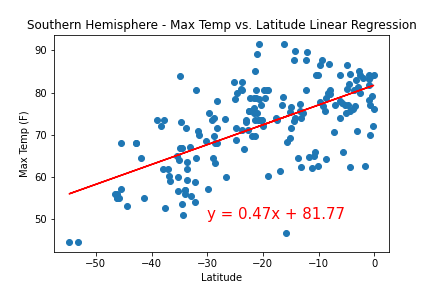 Southern Hemisphere - Max Temp vs. Latitude Linear Regression
90
80
70
60
50
Max Temp (F)
y = 0.47x + 81.77
−50 −40 −30 −20 −10 0
Latitude